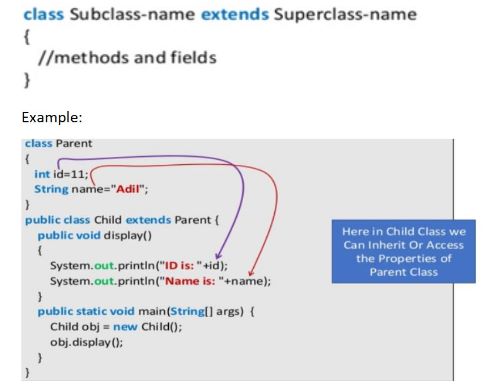 class Subclass-name extends Superclass-name
{
//methods and fields
}
Example:
class Parent
{
int id=11;
String name="Adil";
}
public class Child extends Parent {
public void display()
{
System.out.println("ID is: "+id);
System.out.println("Name is: "+name);
}
public static void main(String[] args) {
Child obj = new Child();
obj.display();
}
}
Here in Child Class we
Can Inherit Or Access
the Properties of
Parent Class